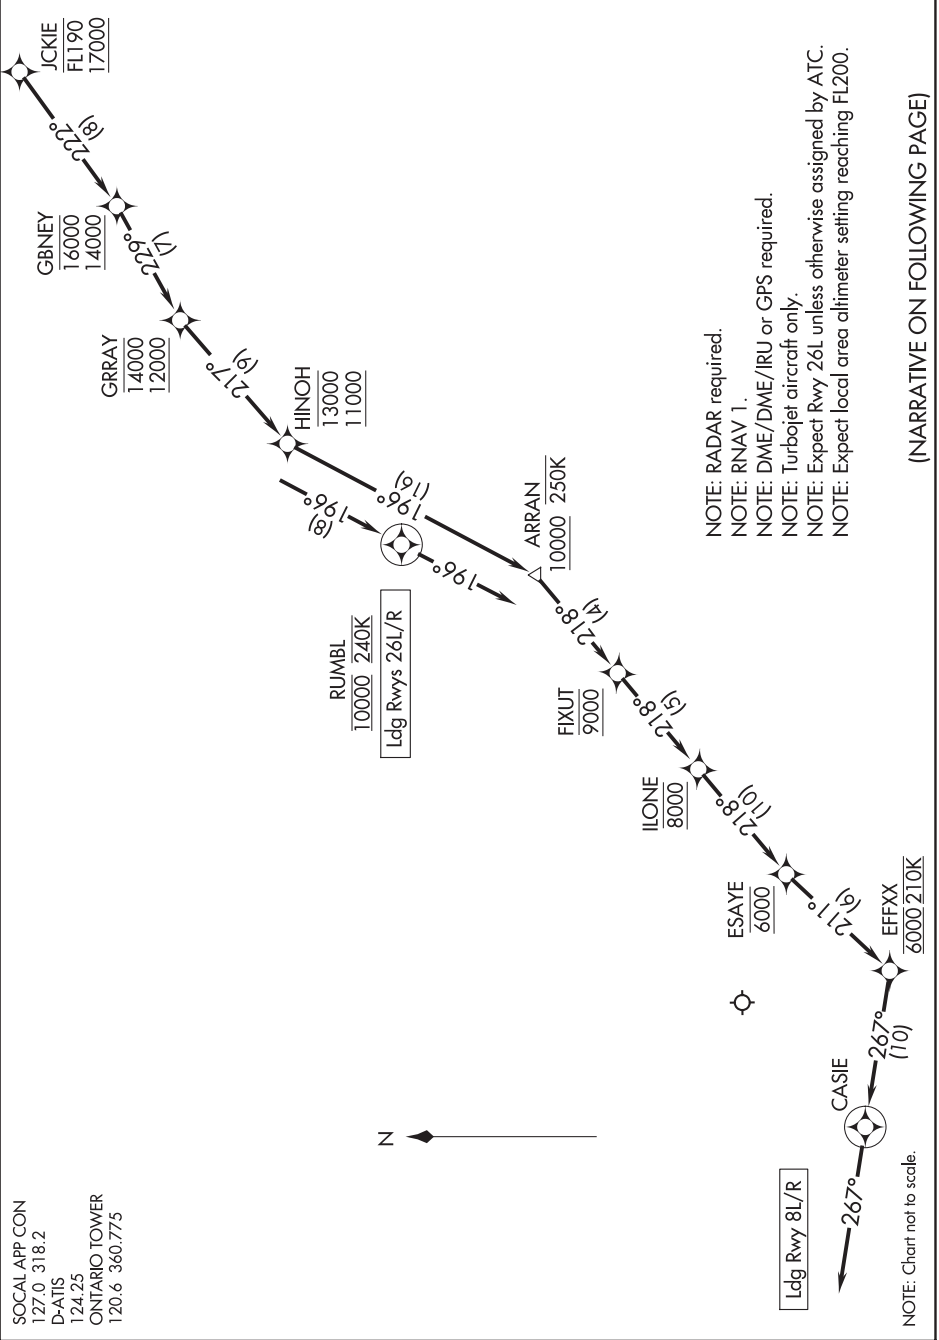 SOCAL APP CON
127.0 318.2
D-ATIS
124.25
ONTARIO TOWER
120.6 360.775
JCKIE
FL190
17000
222°
(8)
GBNEY
16000
14000
229°
(7)
GRRAY
14000
12000
217°
(9)
HINOH
13000
11000
196°
(16)
196°
(8)
RUMBL
10000 240K
Ldg Rwys 26L/R
196°
ARRAN
10000 250K
218°
(4)
FIXUT
9000
218°
(5)
ILONE
8000
218°
(10)
ESAYE
6000
211°
(6)
EFFXX
6000 210K
267°
(10)
CASIE
267°
Ldg Rwy 8L/R
N
NOTE: RADAR required.
NOTE: RNAV 1.
NOTE: DME/DME/IRU or GPS required.
NOTE: Turbojet aircraft only.
NOTE: Expect Rwy 26L unless otherwise assigned by ATC.
NOTE: Expect local area altimeter setting reaching FL200.
NOTE: Chart not to scale.
(NARRATIVE ON FOLLOWING PAGE)